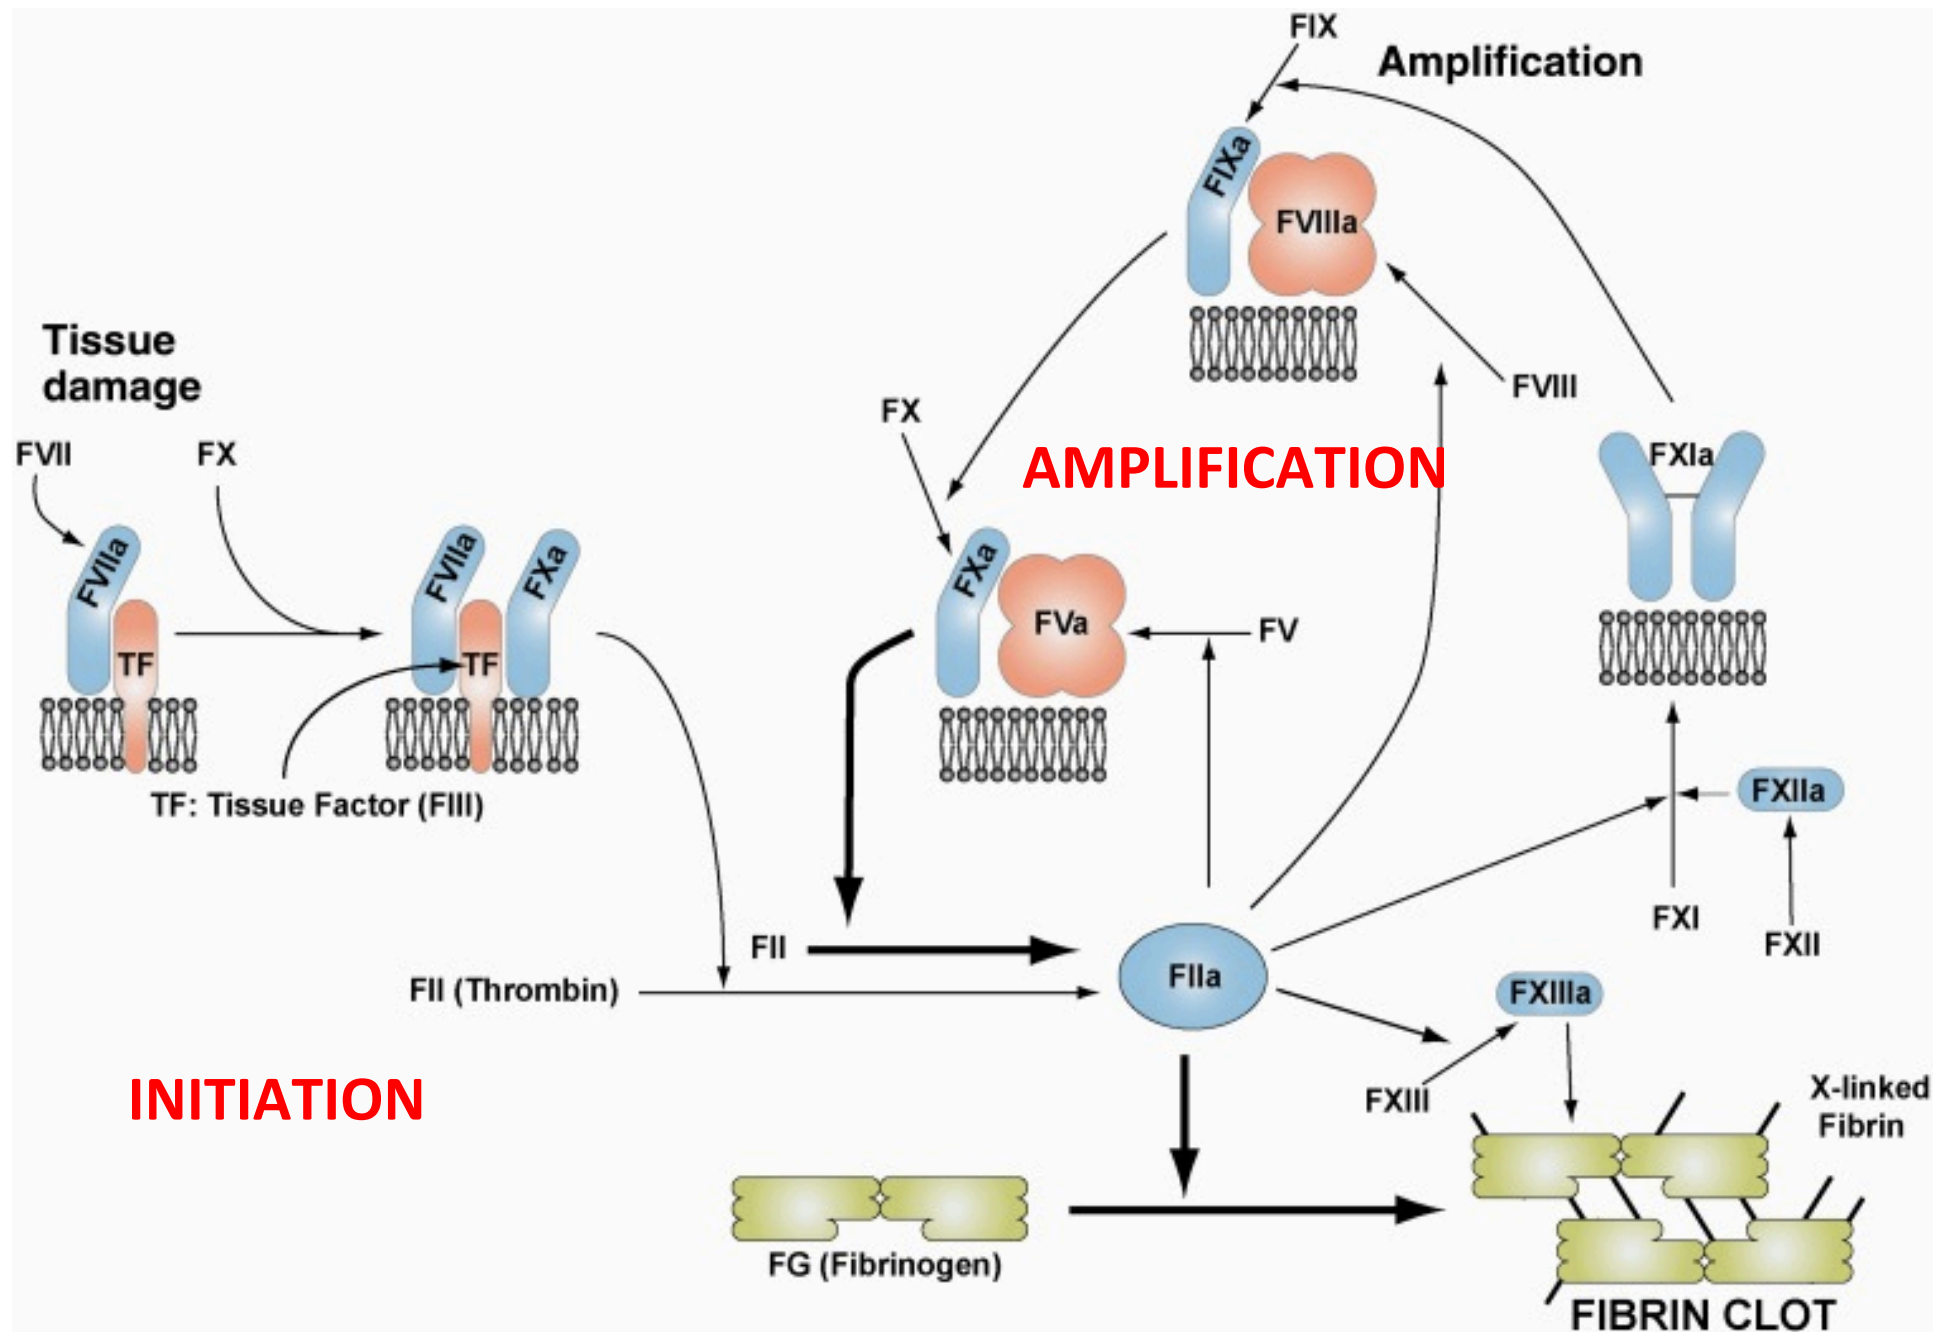 FIX
Amplification
FIXa
FVIIIa
Tissue
damage
FVII
FX
FX
AMPLIFICATION
FVIII
FXIa
FVIIa
TF
FVIIa
TF
FXa
FXa
FVa
FV
TF: Tissue Factor (FIII)
FXIIa
FXI
FXII
FII
FII (Thrombin)
FIIa
FXIIIa
FXIII
INITIATION
X-linked
Fibrin
FG (Fibrinogen)
FIBRIN CLOT